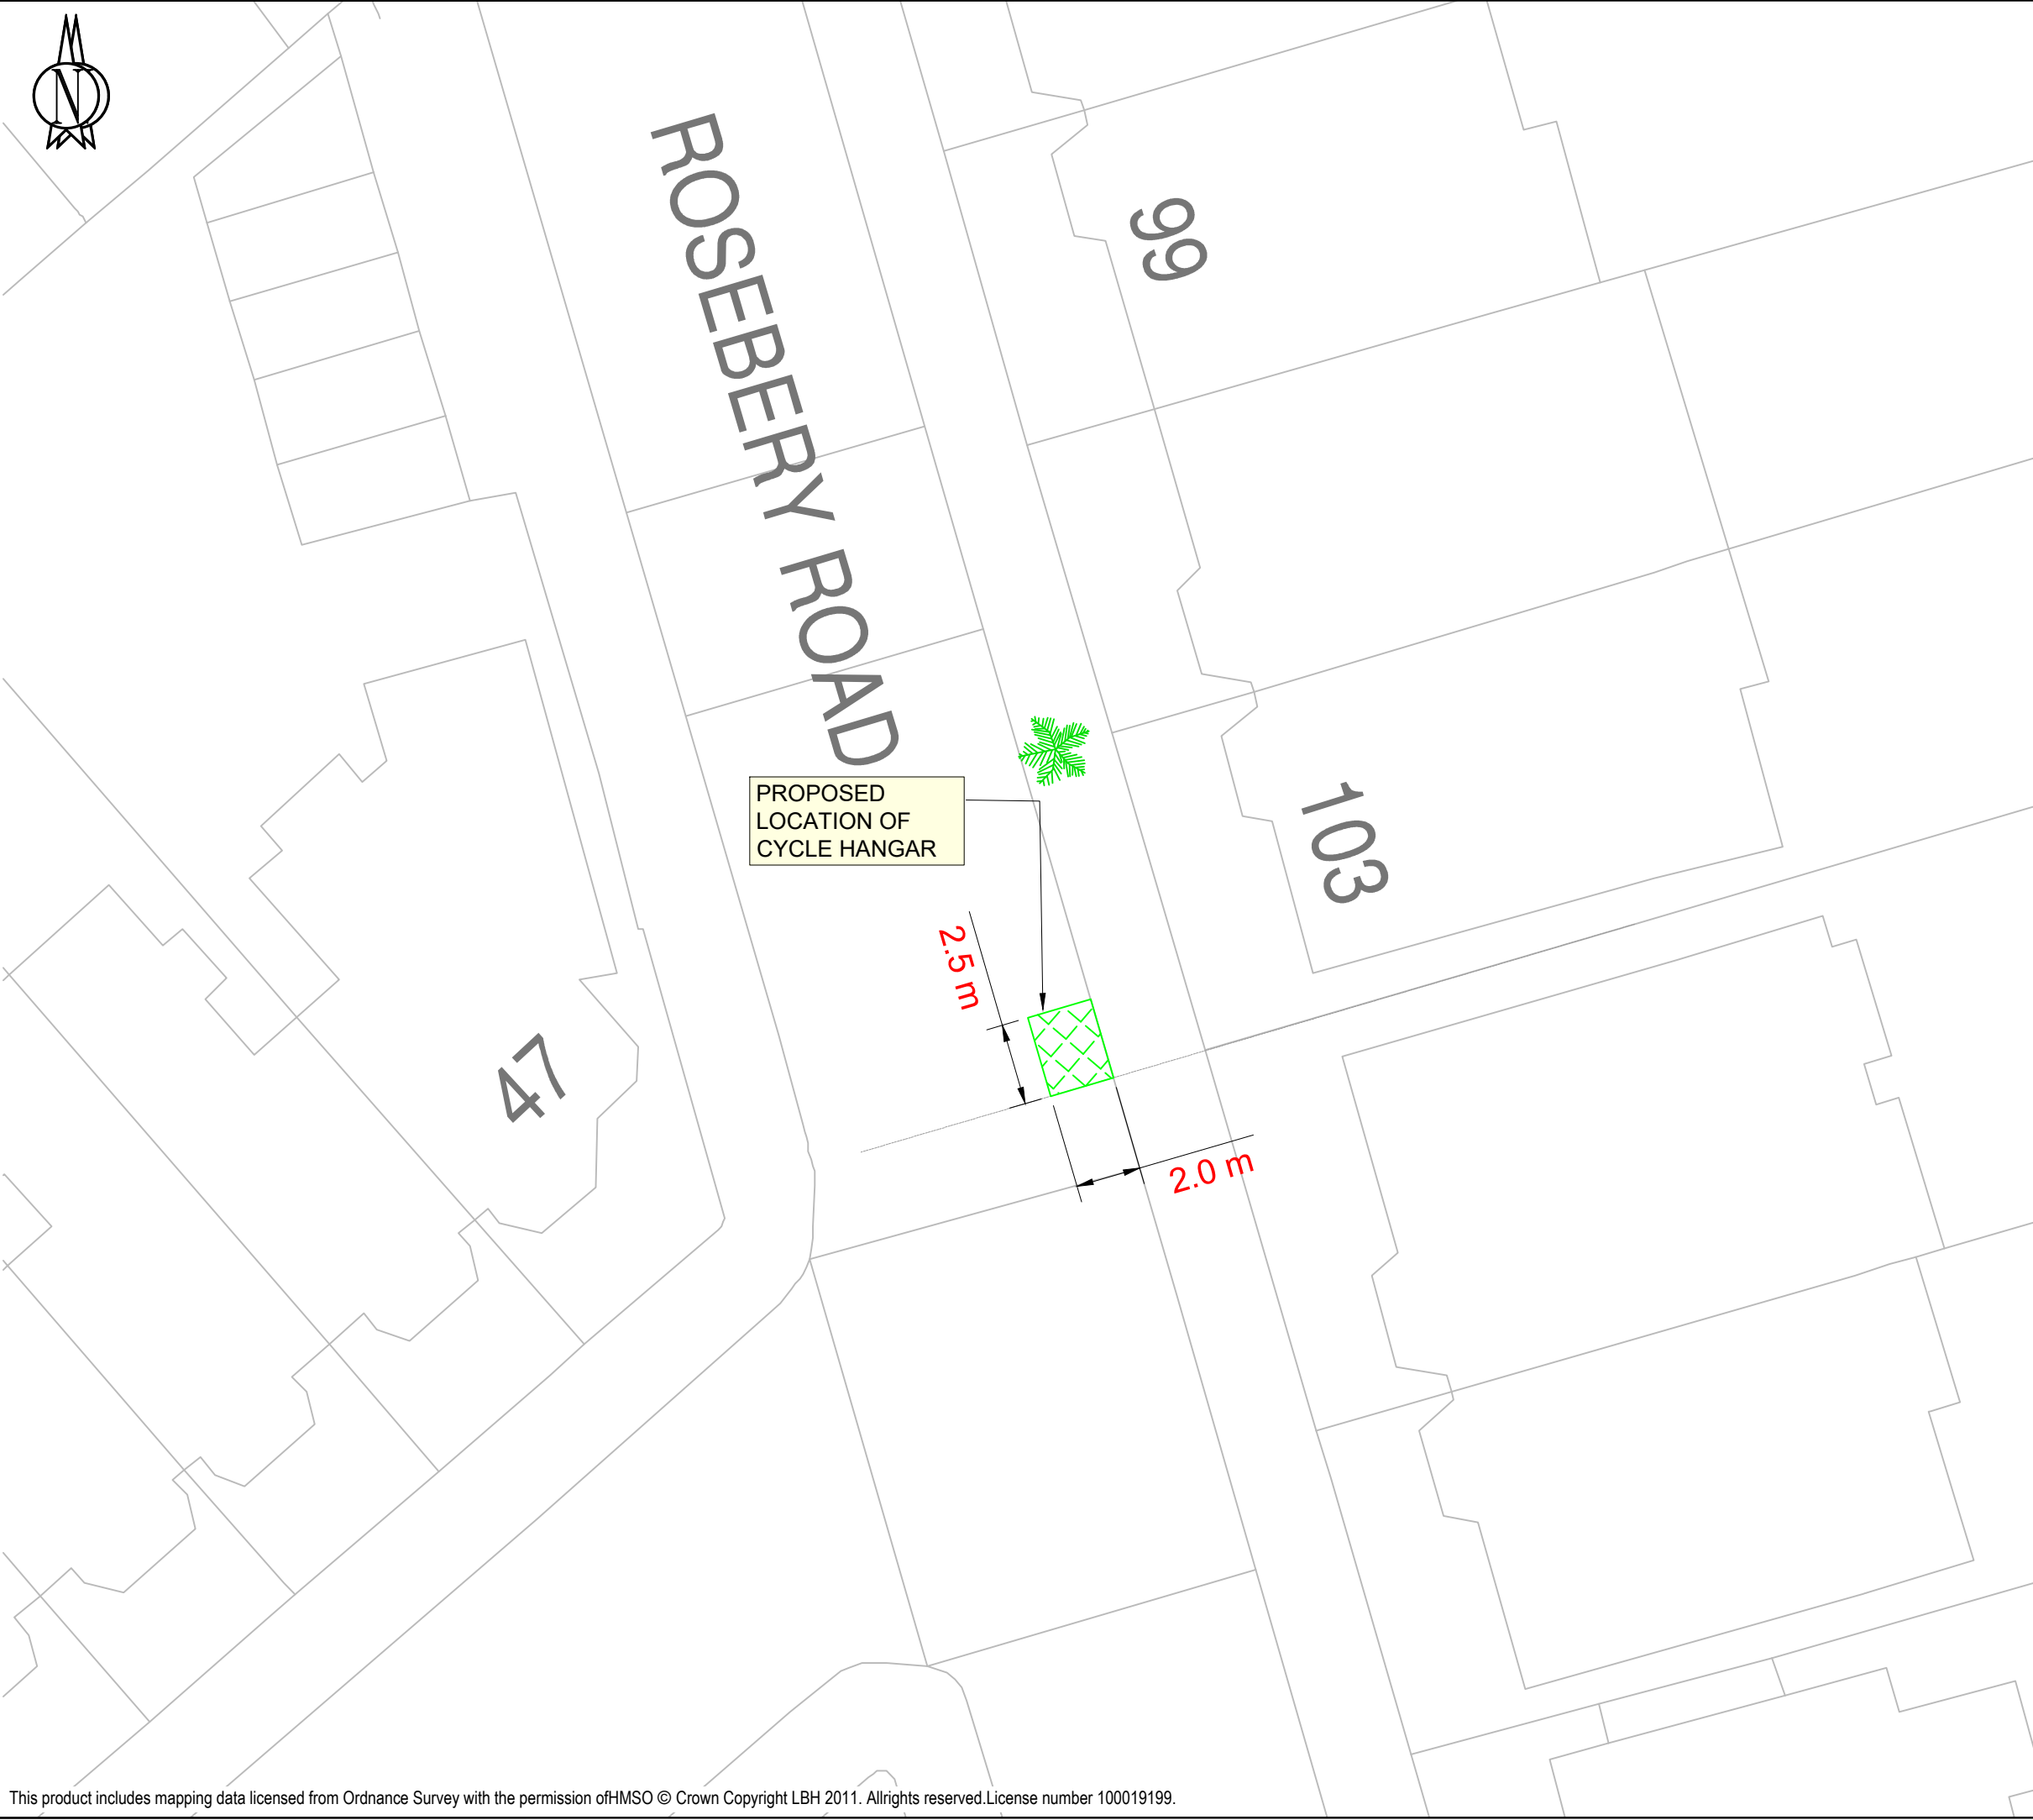 N
ROSEBERY ROAD
99
PROPOSED
LOCATION OF
CYCLE HANGAR
103
2.5 m
47
2.0 m
This product includes mapping data licensed from Ordnance Survey with the permission ofHMSO © Crown Copyright LBH 2011. Allrights reserved.License number 100019199.